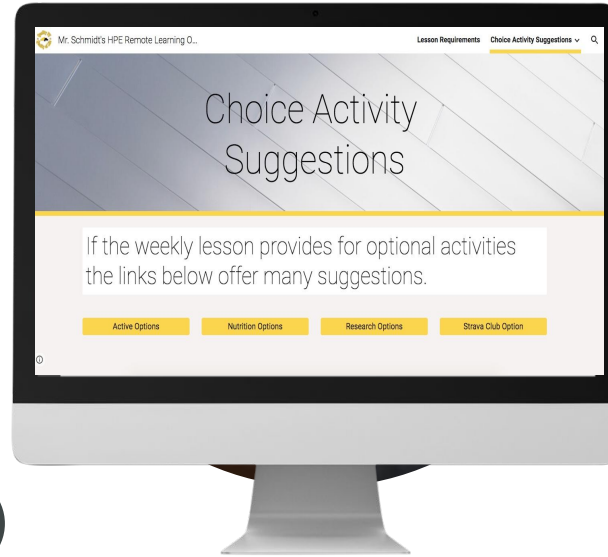 Mr. Schmidt's HPE Remote Learning O...
Lesson Requirements
Choice Activity Suggestions
Choice Activity
Suggestions
If the weekly lesson provides for optional activities
the links below offer many suggestions.
Active Options
Nutrition Options
Research Options
Strava Club Option